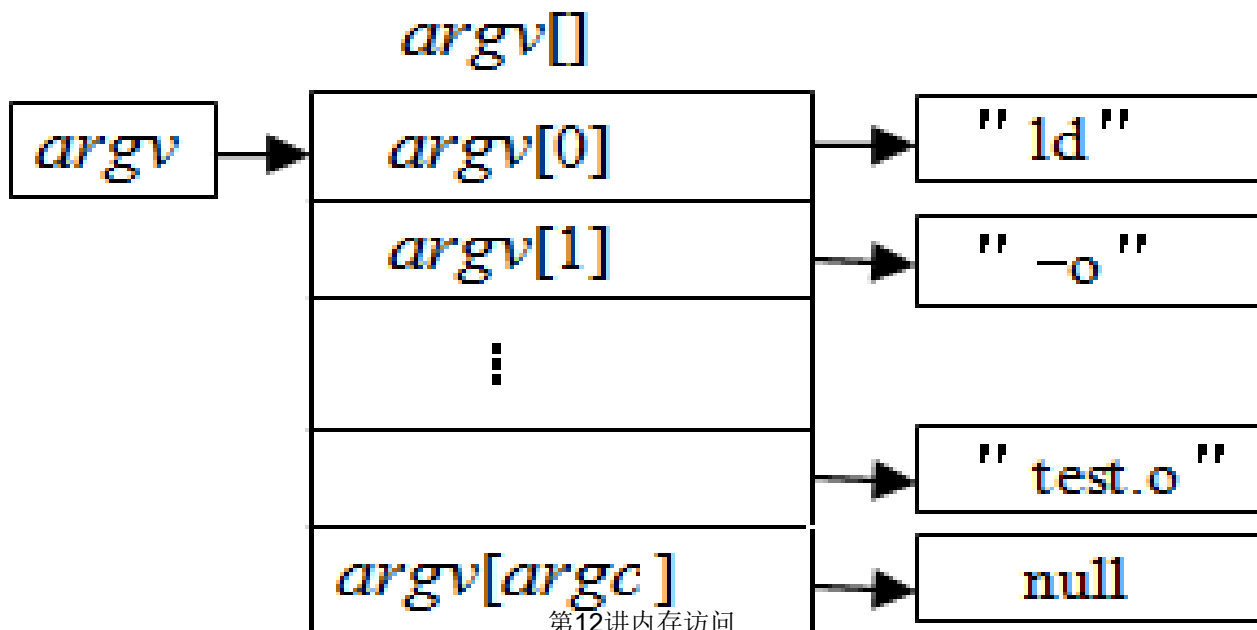 argv[]
argv
argv[0]
"ld"
argv[1]
"-o"
⋮
"test.o"
argv[argc]
null
第12讲内存访问